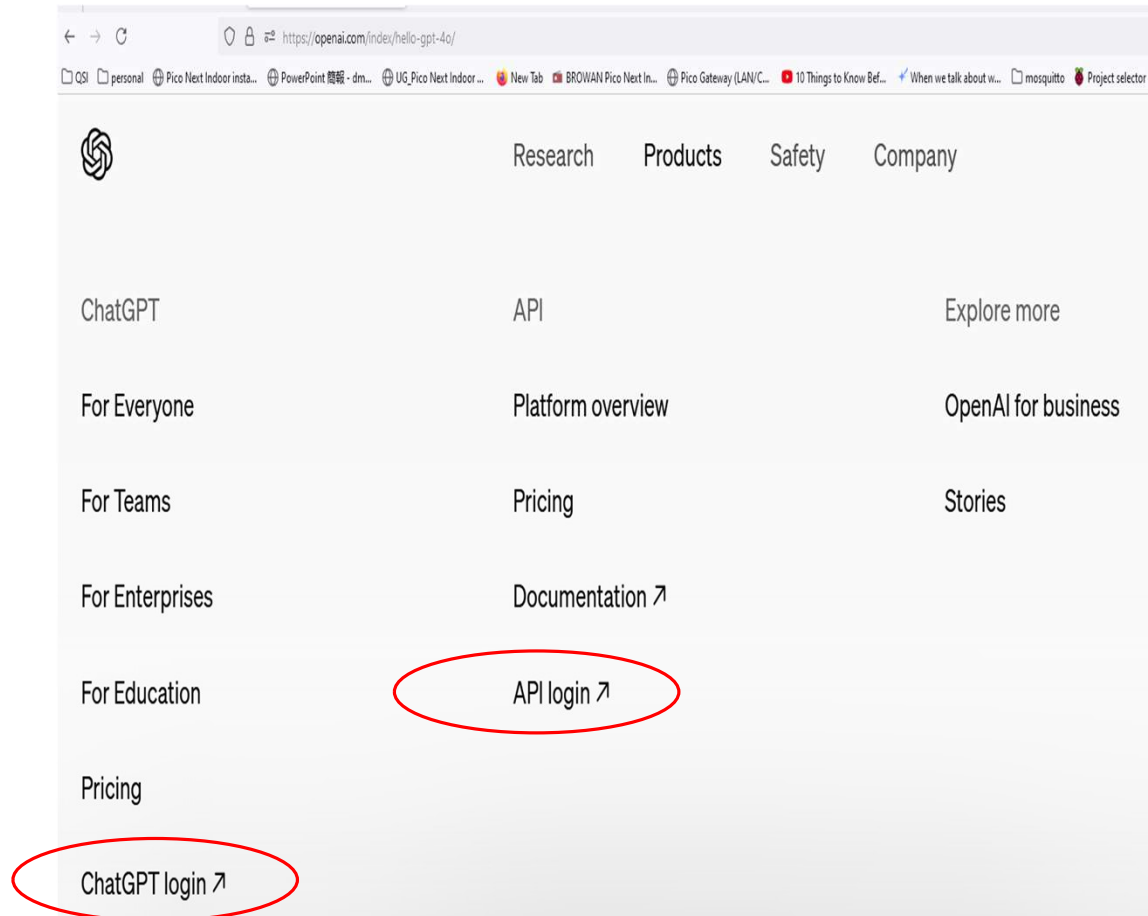 https://openai.com/index/hello-gpt-4o/
QSI personal Pico Next Indoor insta... PowerPoint 簡報 - dm... UG_Pico Next Indoor ... New Tab BROWAN Pico Next In... Pico Gateway (LAN/C... 10 Things to Know Bef... When we talk about w... mosquitto Project selector
Research Products Safety Company
ChatGPT API Explore more
For Everyone Platform overview OpenAI for business
For Teams Pricing Stories
For Enterprises Documentation ↗
For Education API login ↗
Pricing
ChatGPT login ↗